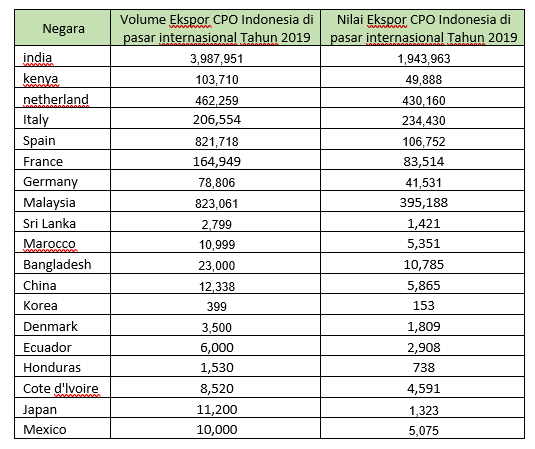 Negara Volume Ekspor CPO Indonesia di pasar internasional Tahun 2019 Nilai Ekspor CPO Indonesia di pasar internasional Tahun 2019
india 3,987,951 1,943,963
kenya 103,710 49,888
netherland 462,259 430,160
Italy 206,554 234,430
Spain 821,718 106,752
France 164,949 83,514
Germany 78,806 41,531
Malaysia 823,061 395,188
Sri Lanka 2,799 1,421
Marocco 10,999 5,351
Bangladesh 23,000 10,785
China 12,338 5,865
Korea 399 153
Denmark 3,500 1,809
Ecuador 6,000 2,908
Honduras 1,530 738
Cote d'Ivoire 8,520 4,591
Japan 11,200 1,323
Mexico 10,000 5,075